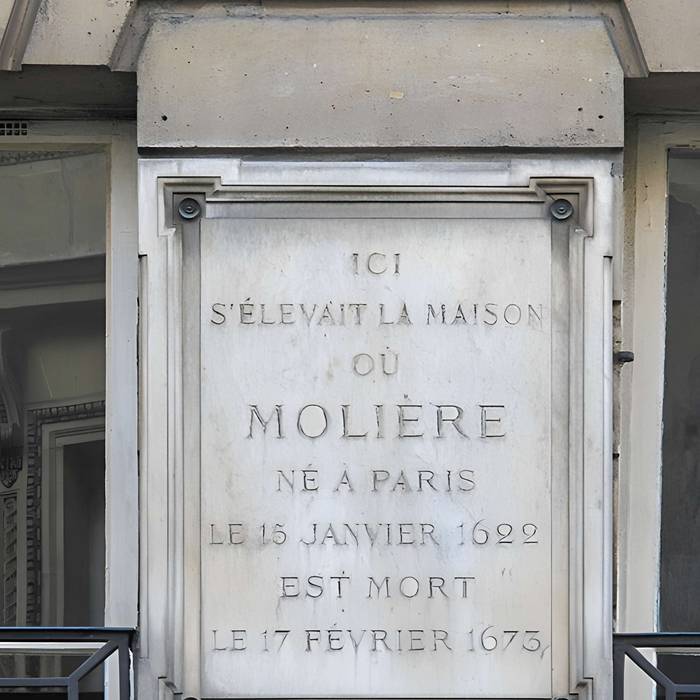 ICI
S'ÉLEVAIT LA MAISON
OÙ
MOLIÈRE
NÉ À PARIS
LE 15 JANVIER 1622
EST MORT
LE 17 FÉVRIER 1673